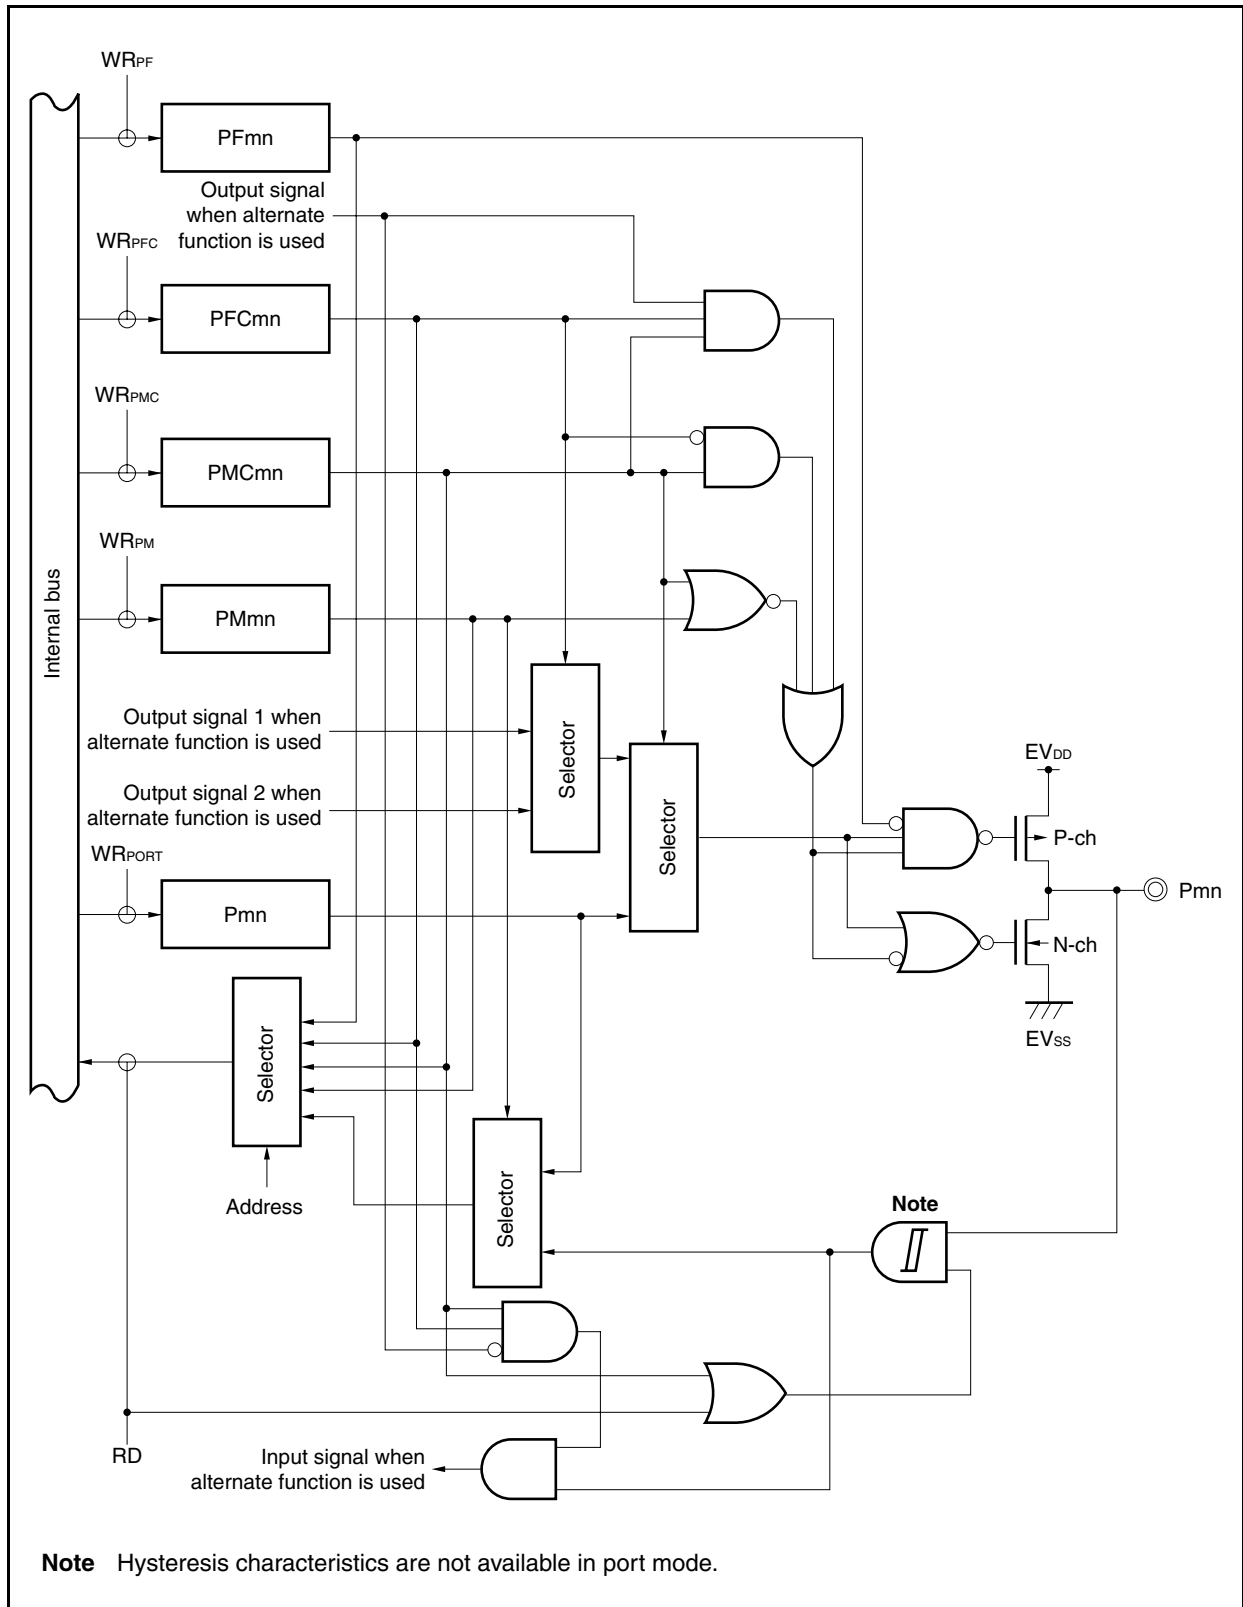 WRPF
PFmn
Output signal
when alternate
function is used
WRPFC
PFCmn
WRPMC
PMCmn
WRPM
PMmn
Internal bus
Output signal 1 when
alternate function is used
Output signal 2 when
alternate function is used
Selector
Selector
WRPORT
Pmn
EVDD
P-ch
Pmn
N-ch
EVSS
Selector
Address
Selector
Note
RD
Input signal when
alternate function is used
Note Hysteresis characteristics are not available in port mode.